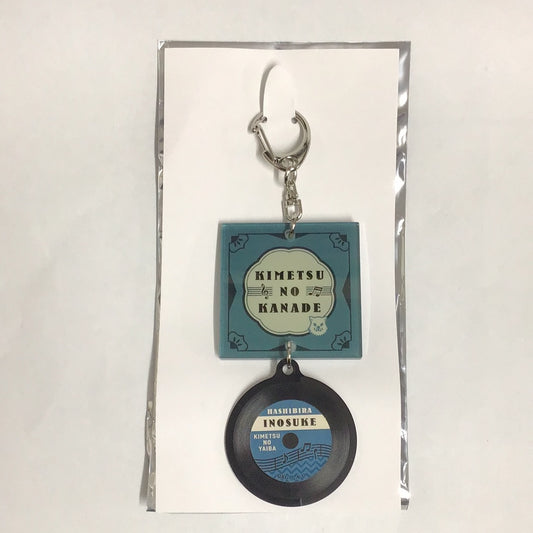 KIMETSU
NO
KANADE
HASHIBIRA
INOSUKE
KIMETSU
NO
YAIBA